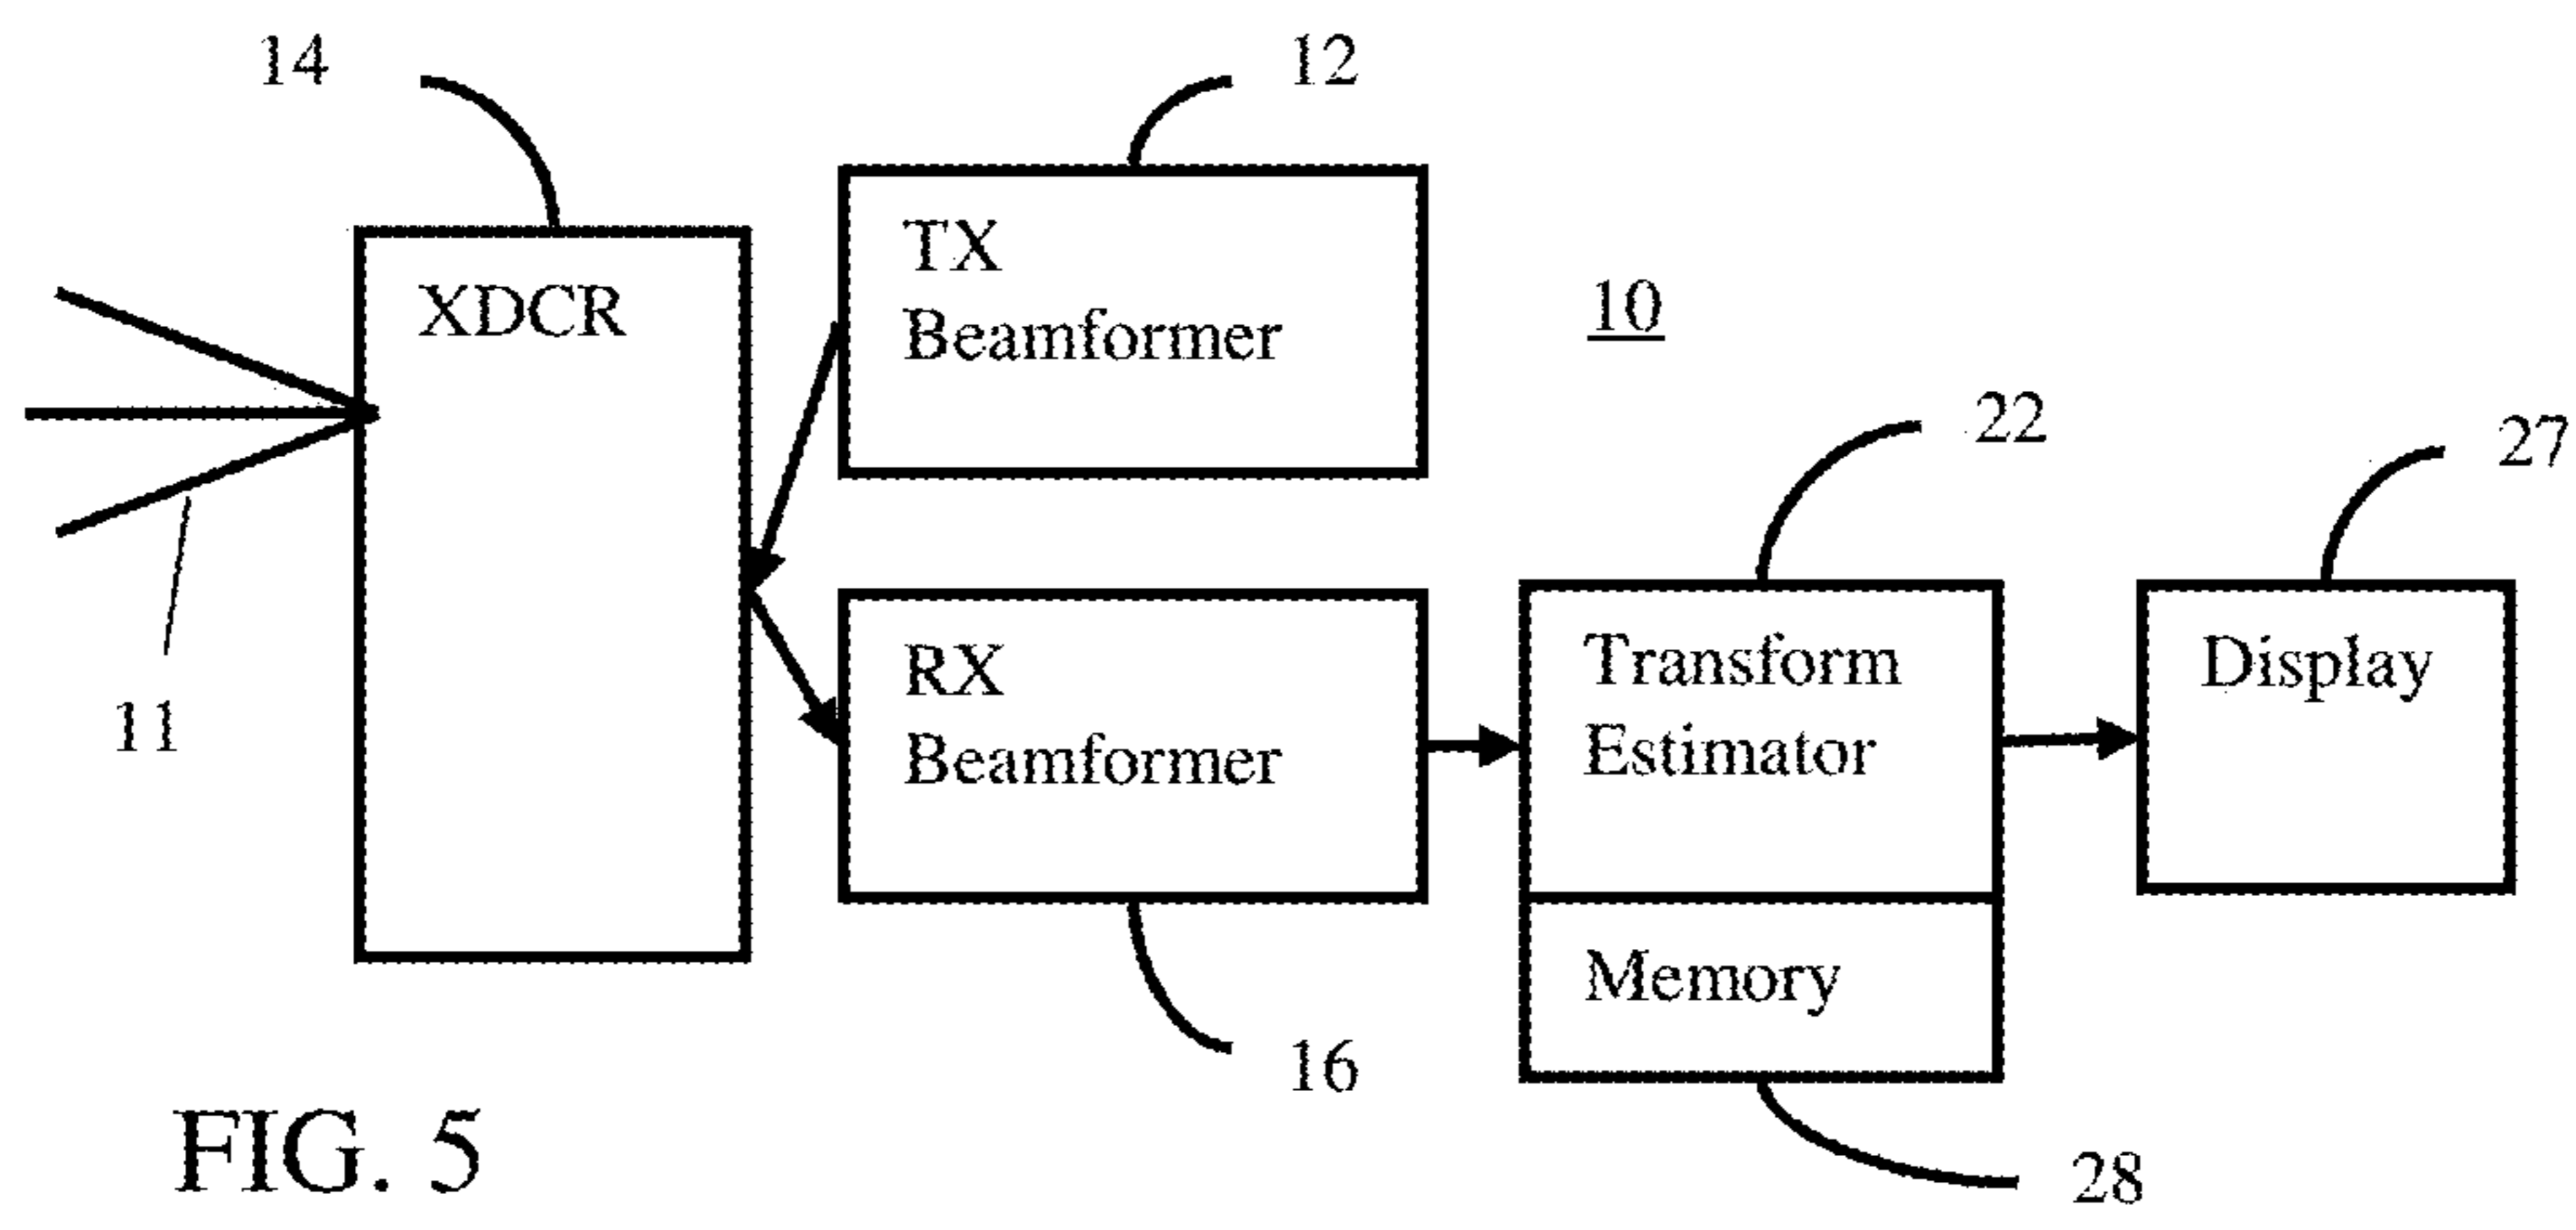 14
12
XDCR
TX
Beamformer
10
22
27
11
RX
Beamformer
Transform
Estimator
Display
Memory
16
28
FIG. 5